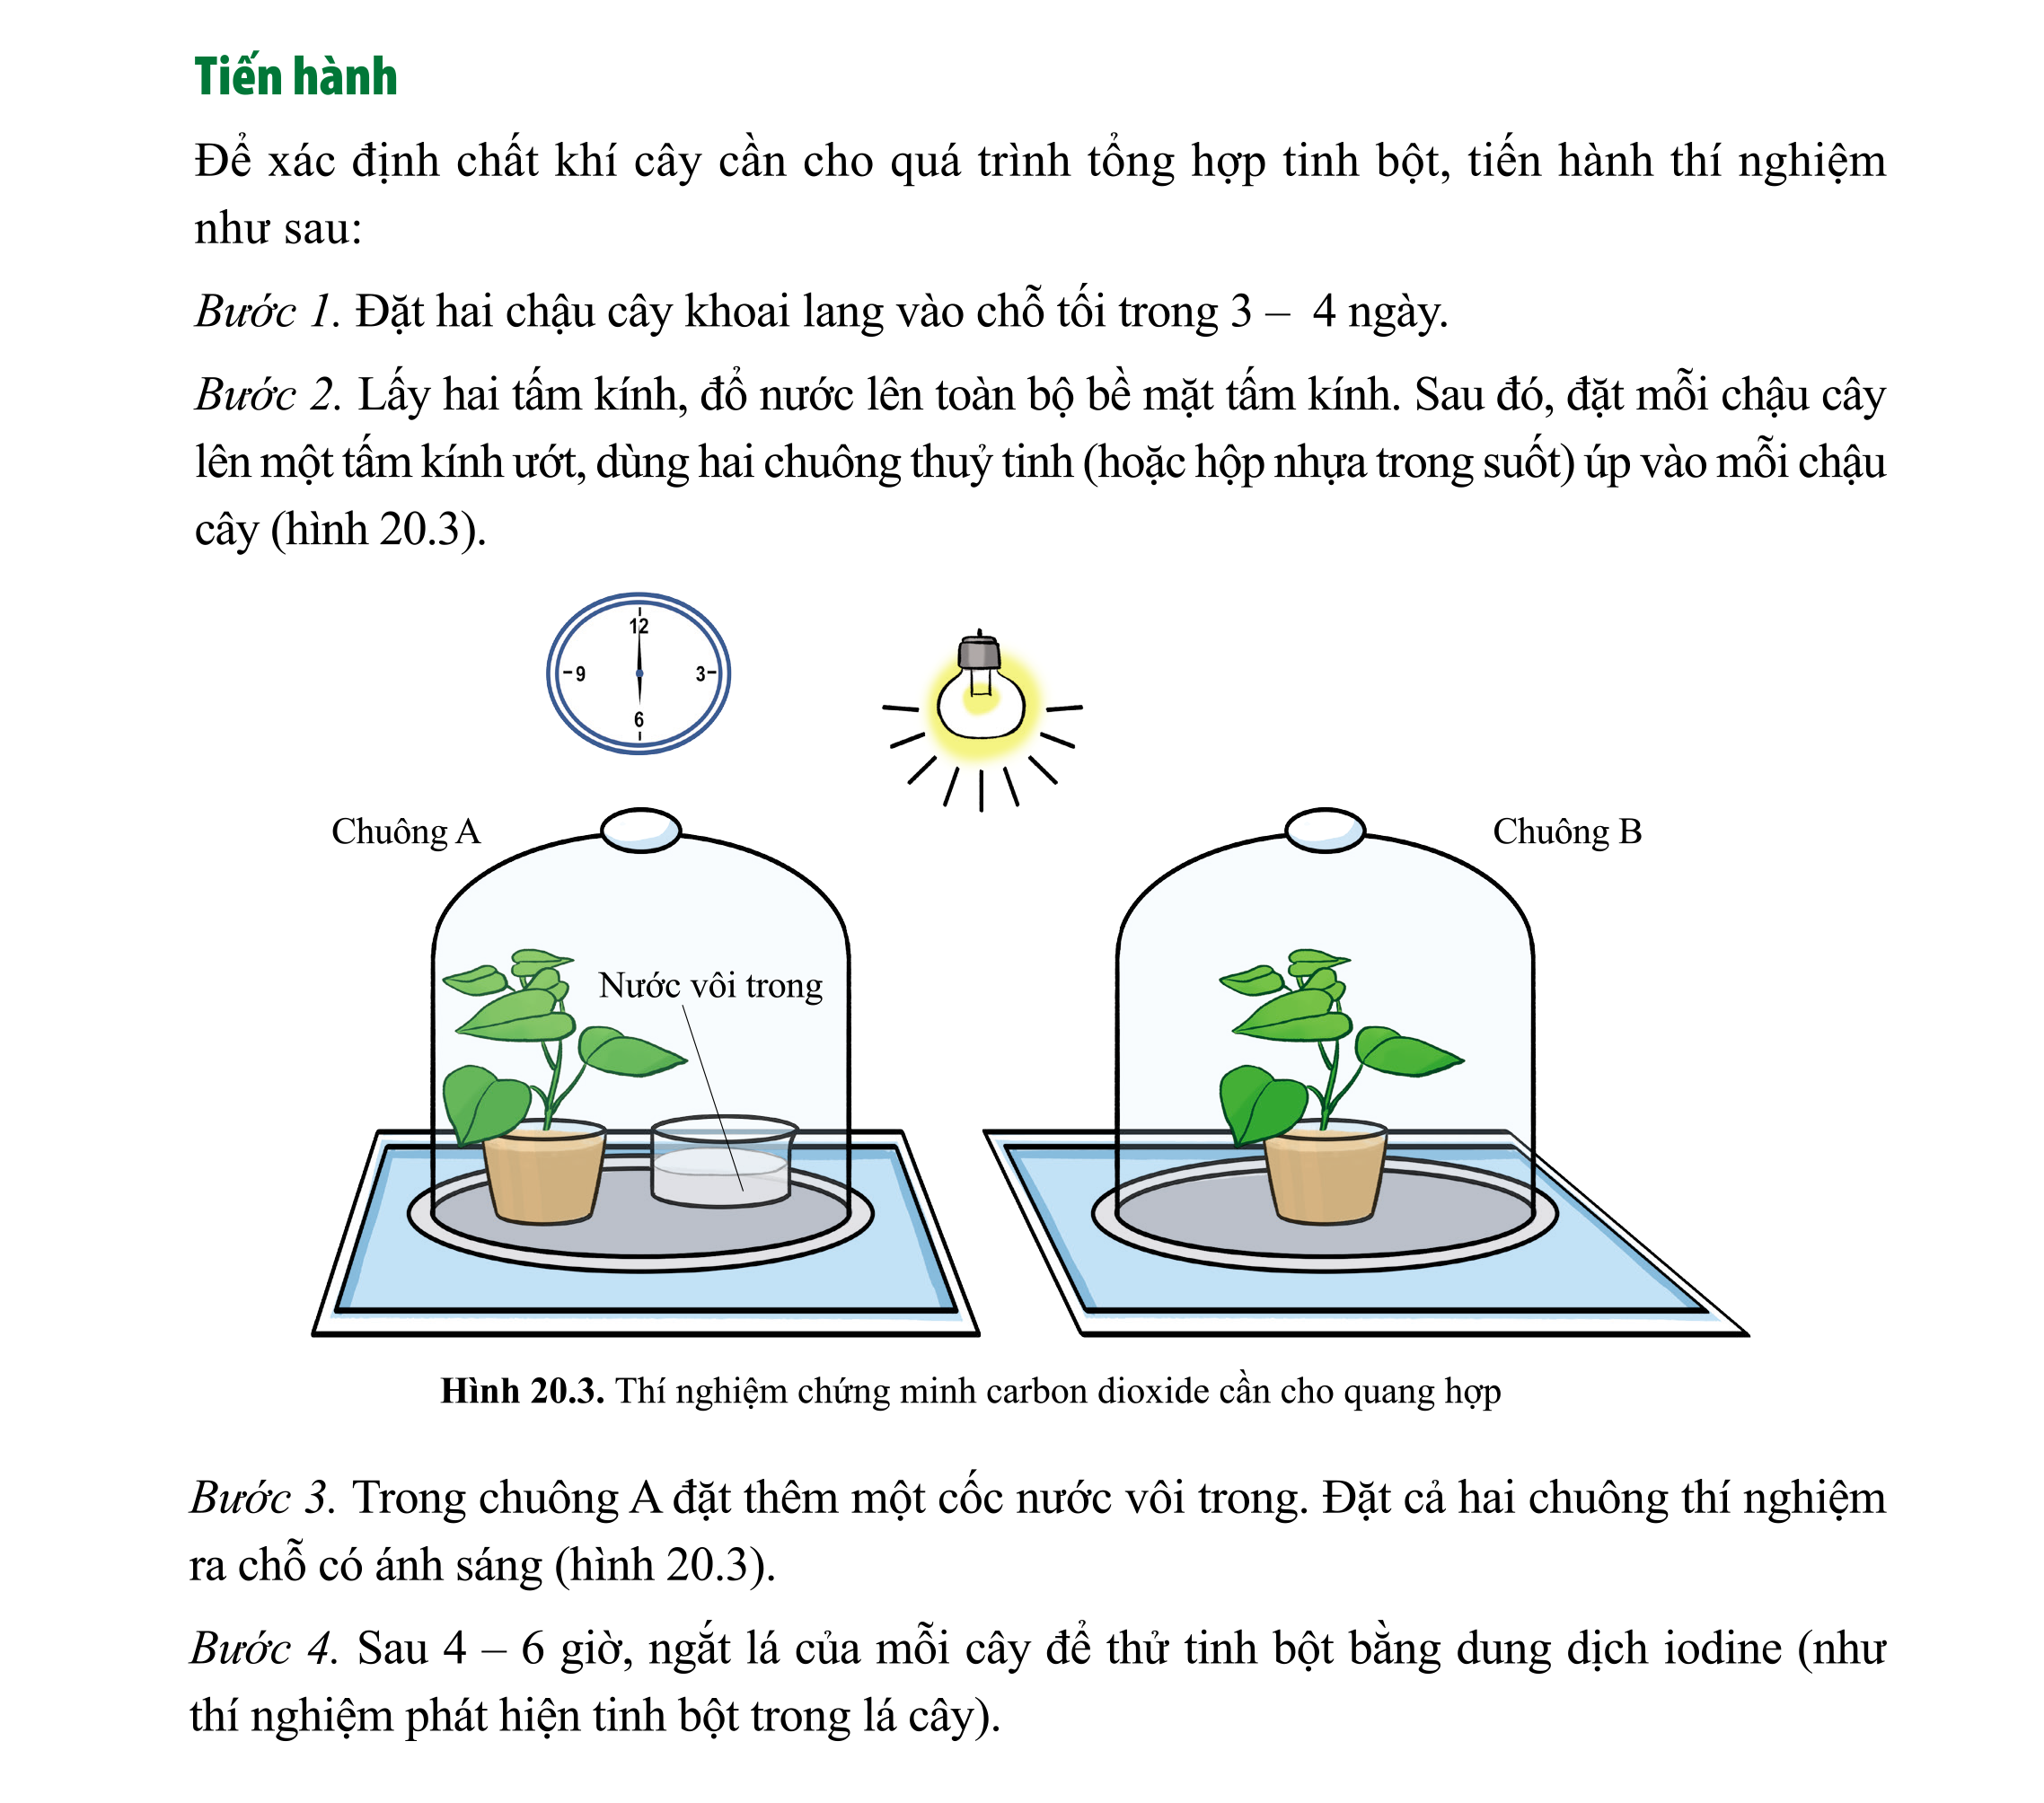 Tiến hành
Để xác định chất khí cây cần cho quá trình tổng hợp tinh bột, tiến hành thí nghiệm
như sau:
Bước 1. Đặt hai chậu cây khoai lang vào chỗ tối trong 3 – 4 ngày.
Bước 2. Lấy hai tấm kính, đổ nước lên toàn bộ bề mặt tấm kính. Sau đó, đặt mỗi chậu cây
lên một tấm kính ướt, dùng hai chuông thuỷ tinh (hoặc hộp nhựa trong suốt) úp vào mỗi chậu
cây (hình 20.3).
12
9
3
6
Chuông A
Chuông B
Nước vôi trong
Hình 20.3. Thí nghiệm chứng minh carbon dioxide cần cho quang hợp
Bước 3. Trong chuông A đặt thêm một cốc nước vôi trong. Đặt cả hai chuông thí nghiệm
ra chỗ có ánh sáng (hình 20.3).
Bước 4. Sau 4 – 6 giờ, ngắt lá của mỗi cây để thử tinh bột bằng dung dịch iodine (như
thí nghiệm phát hiện tinh bột trong lá cây).